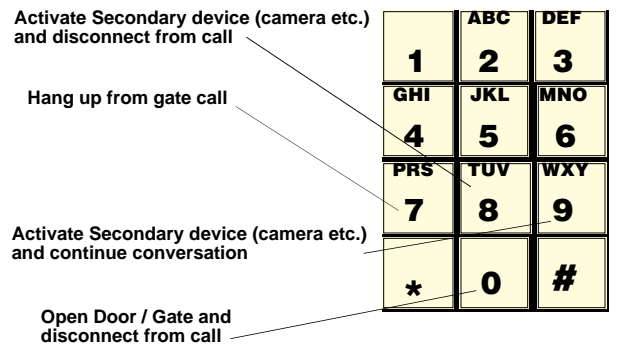 Activate Secondary device (camera etc.)
and disconnect from call
Hang up from gate call
Activate Secondary device (camera etc.)
and continue conversation
Open Door / Gate and
disconnect from call
ABC DEF
1 2 3
GHI JKL MNO
4 5 6
PRS TUV WXY
7 8 9
* 0 #